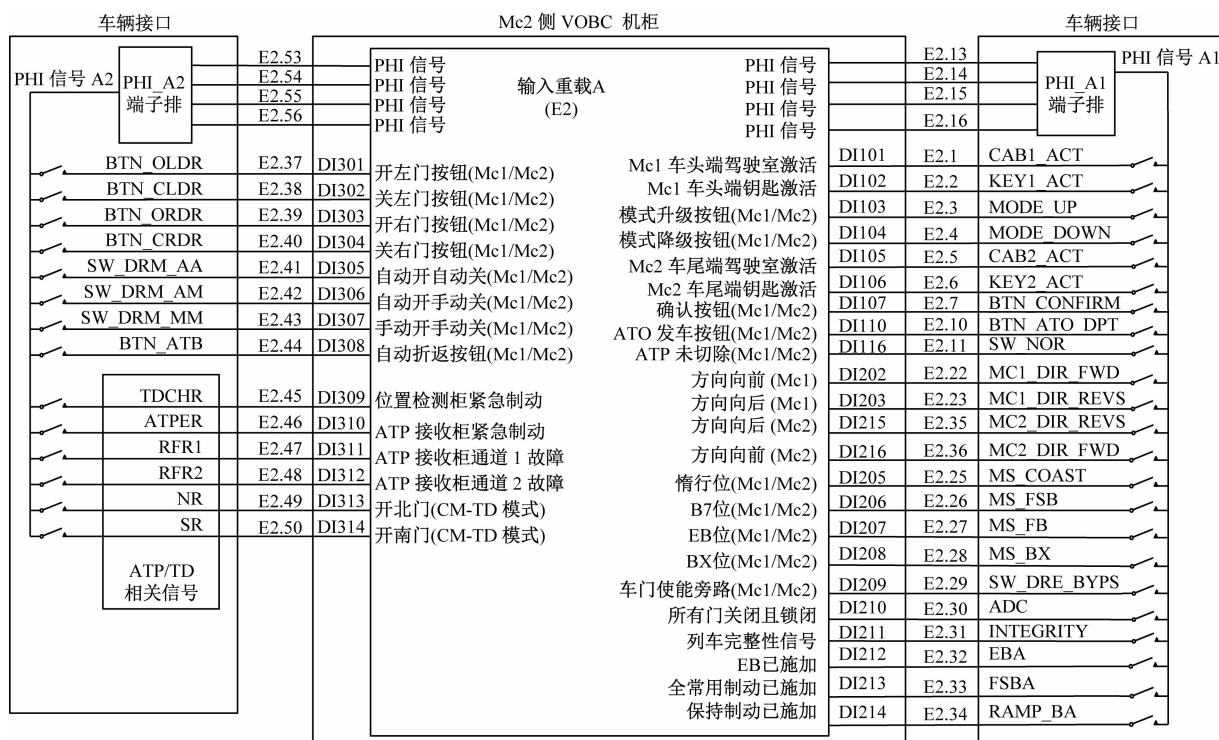 车辆接口
Mc2 侧 VOBC 机柜
车辆接口
PHI 信号 A2
PHI_A2
端子排
E2.53
E2.54
E2.55
E2.56
PHI 信号
PHI 信号
PHI 信号
PHI 信号
输入重载A
(E2)
PHI 信号
PHI 信号
PHI 信号
PHI 信号
E2.13
E2.14
E2.15
E2.16
PHI_A1
端子排
PHI 信号 A1
BTN_OLDR E2.37 DI301 开左门按钮(Mc1/Mc2)
BTN_CLDR E2.38 DI302 关左门按钮(Mc1/Mc2)
BTN_ORDR E2.39 DI303 开右门按钮(Mc1/Mc2)
BTN_CRDR E2.40 DI304 关右门按钮(Mc1/Mc2)
SW_DRM_AA E2.41 DI305 自动开自动关(Mc1/Mc2)
SW_DRM_AM E2.42 DI306 自动开手动关(Mc1/Mc2)
SW_DRM_MM E2.43 DI307 手动开手动关(Mc1/Mc2)
BTN_ATB E2.44 DI308 自动折返按钮(Mc1/Mc2)
TDCHR E2.45 DI309 位置检测柜紧急制动
ATPER E2.46 DI310 ATP 接收柜紧急制动
RFR1 E2.47 DI311 ATP 接收柜通道 1 故障
RFR2 E2.48 DI312 ATP 接收柜通道 2 故障
NR E2.49 DI313 开北门(CM-TD 模式)
SR E2.50 DI314 开南门(CM-TD 模式)
ATP/TD
相关信号
Mc1 车头端驾驶室激活 DI101 E2.1 CAB1_ACT
Mc1 车头端钥匙激活 DI102 E2.2 KEY1_ACT
模式升级按钮(Mc1/Mc2) DI103 E2.3 MODE_UP
模式降级按钮(Mc1/Mc2) DI104 E2.4 MODE_DOWN
Mc2 车尾端驾驶室激活 DI105 E2.5 CAB2_ACT
Mc2 车尾端钥匙激活 DI106 E2.6 KEY2_ACT
确认按钮(Mc1/Mc2) DI107 E2.7 BTN_CONFIRM
ATO 发车按钮(Mc1/Mc2) DI110 E2.10 BTN_ATO_DPT
ATP 未切除(Mc1/Mc2) DI116 E2.11 SW_NOR
方向向前 (Mc1) DI202 E2.22 MC1_DIR_FWD
方向向后 (Mc1) DI203 E2.23 MC1_DIR_REVS
方向向后 (Mc2) DI215 E2.35 MC2_DIR_REVS
方向向前 (Mc2) DI216 E2.36 MC2_DIR_FWD
惰行位(Mc1/Mc2) DI205 E2.25 MS_COAST
B7位(Mc1/Mc2) DI206 E2.26 MS_FSB
EB位(Mc1/Mc2) DI207 E2.27 MS_FB
BX位(Mc1/Mc2) DI208 E2.28 MS_BX
车门使能旁路(Mc1/Mc2) DI209 E2.29 SW_DRE_BYPS
所有门关闭且锁闭 DI210 E2.30 ADC
列车完整性信号 DI211 E2.31 INTEGRITY
EB已施加 DI212 E2.32 EBA
全常用制动已施加 DI213 E2.33 FSBA
保持制动已施加 DI214 E2.34 RAMP_BA